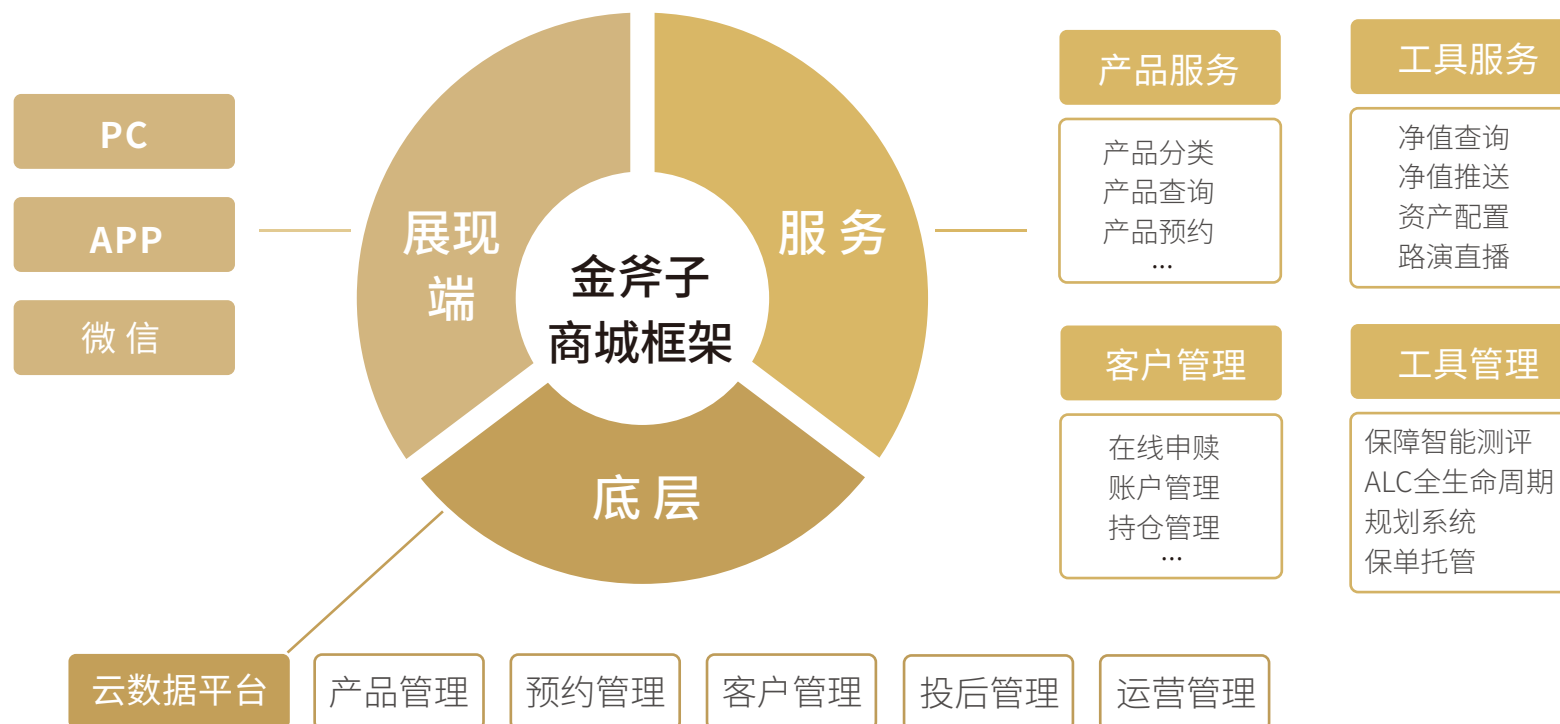 PC
APP
微 信
展现
端
服 务
底 层
金斧子
商城框架
产品服务
产品分类
产品查询
产品预约
...
工具服务
净值查询
净值推送
资产配置
路演直播
客户管理
在线申赎
账户管理
持仓管理
...
工具管理
保障智能测评
ALC全生命周期
规划系统
保单托管
云数据平台
产品管理
预约管理
客户管理
投后管理
运营管理